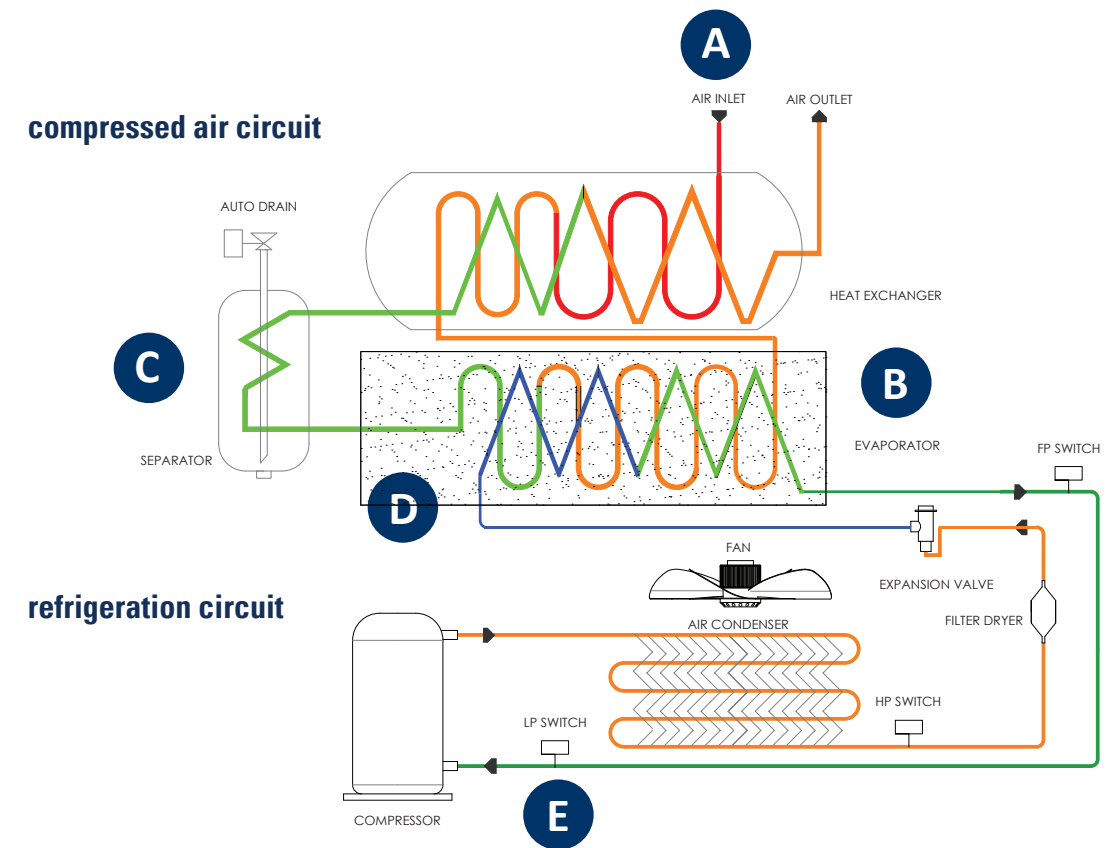 A
AIR INLET
AIR OUTLET
compressed air circuit
AUTO DRAIN
HEAT EXCHANGER
C
B
EVAPORATOR
FP SWITCH
SEPARATOR
D
FAN
EXPANSION VALVE
refrigeration circuit
AIR CONDENSER
FILTER DRYER
HP SWITCH
LP SWITCH
E
COMPRESSOR